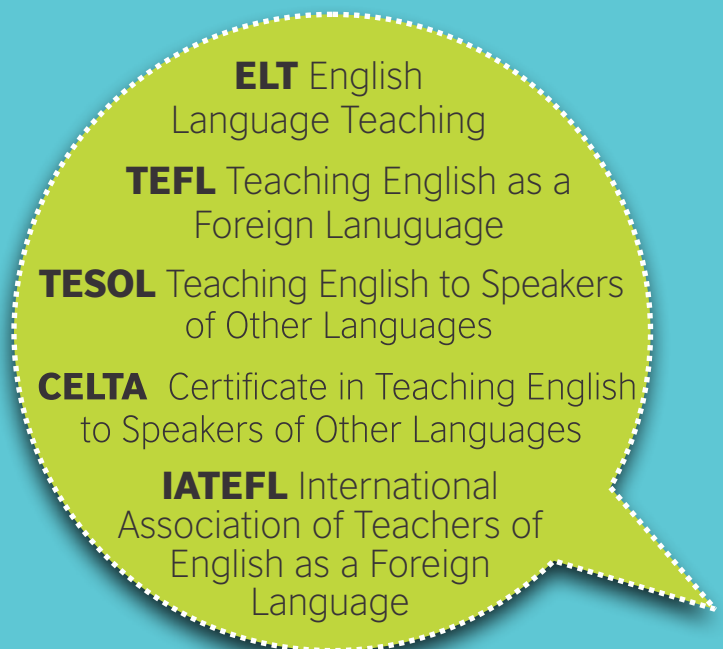 ELT English
Language Teaching
TEFL Teaching English as a
Foreign Lanuguage
TESOL Teaching English to Speakers
of Other Languages
CELTA Certificate in Teaching English
to Speakers of Other Languages
IATEFL International
Association of Teachers of
English as a Foreign
Language